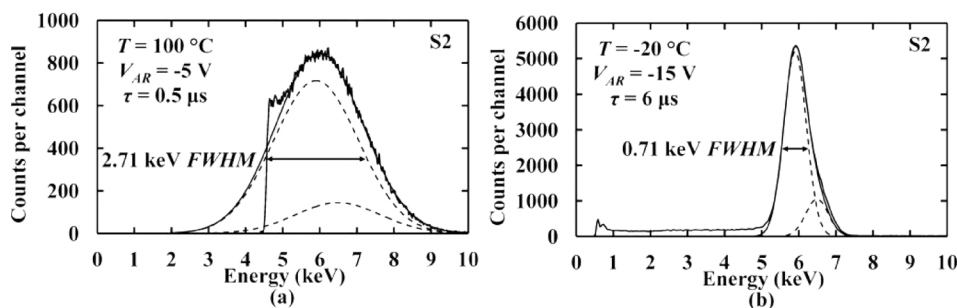 1000
800
600
400
200
0
Counts per channel
T = 100 °C
V_AR = -5 V
τ = 0.5 µs
S2
2.71 keV FWHM
0 1 2 3 4 5 6 7 8 9 10
Energy (keV)
(a)
6000
5000
4000
3000
2000
1000
0
Counts per channel
T = -20 °C
V_AR = -15 V
τ = 6 µs
S2
0.71 keV FWHM
0 1 2 3 4 5 6 7 8 9 10
Energy (keV)
(b)